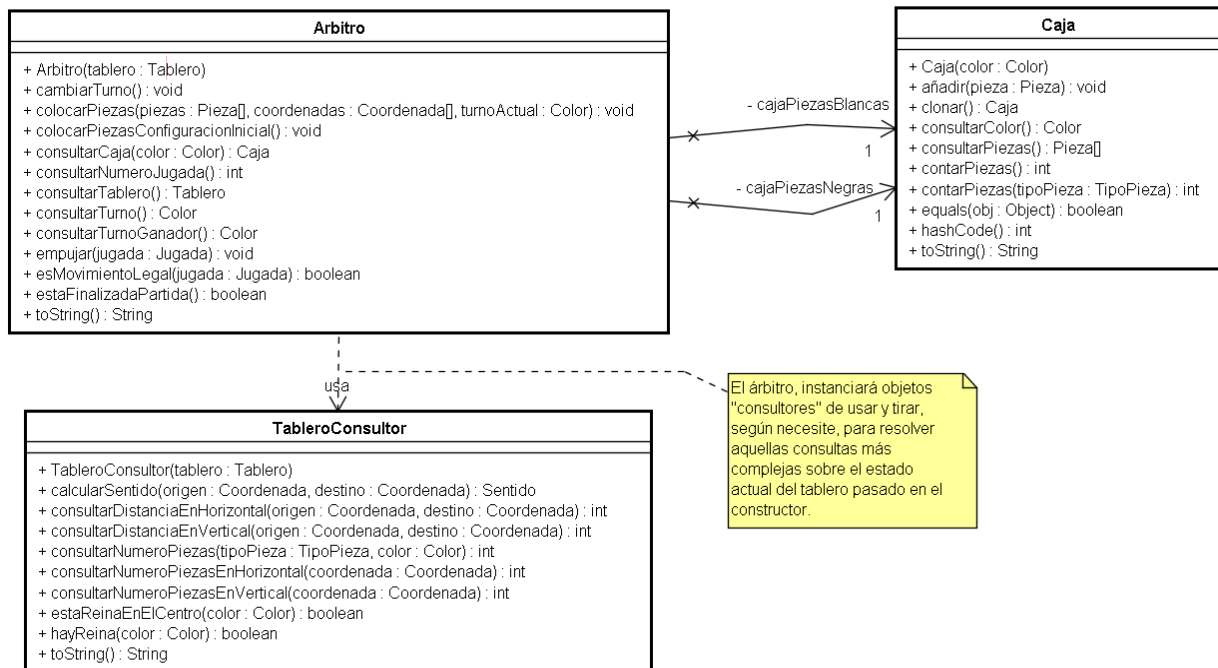 Arbitro
+ Arbitro(tablero : Tablero)
+ cambiarTurno() : void
+ colocarPiezas(piezas : Pieza[], coordenadas : Coordenada[], turnoActual : Color) : void
+ colocarPiezasConfiguracionInicial() : void
+ consultarCaja(color : Color) : Caja
+ consultarNumeroJugada() : int
+ consultarTablero() : Tablero
+ consultarTurno() : Color
+ consultarTurnoGanador() : Color
+ empujar(jugada : Jugada) : void
+ esMovimientoLegal(jugada : Jugada) : boolean
+ estaFinalizadaPartida() : boolean
+ toString() : String
- cajaPiezasBlancas
1
- cajaPiezasNegras
1
Caja
+ Caja(color : Color)
+ añadir(pieza : Pieza) : void
+ clonar() : Caja
+ consultarColor() : Color
+ consultarPiezas() : Pieza[]
+ contarPiezas() : int
+ contarPiezas(tipoPieza : TipoPieza) : int
+ equals(obj : Object) : boolean
+ hashCode() : int
+ toString() : String
usa
El árbitro, instanciará objetos
"consultores" de usar y tirar,
según necesite, para resolver
aquellas consultas más
complejas sobre el estado
actual del tablero pasado en el
constructor.
TableroConsultor
+ TableroConsultor(tablero : Tablero)
+ calcularSentido(origen : Coordenada, destino : Coordenada) : Sentido
+ consultarDistanciaEnHorizontal(origen : Coordenada, destino : Coordenada) : int
+ consultarDistanciaEnVertical(origen : Coordenada, destino : Coordenada) : int
+ consultarNumeroPiezas(tipoPieza : TipoPieza, color : Color) : int
+ consultarNumeroPiezasEnHorizontal(coordenada : Coordenada) : int
+ consultarNumeroPiezasEnVertical(coordenada : Coordenada) : int
+ estaReinaEnElCentro(color : Color) : boolean
+ hayReina(color : Color) : boolean
+ toString() : String